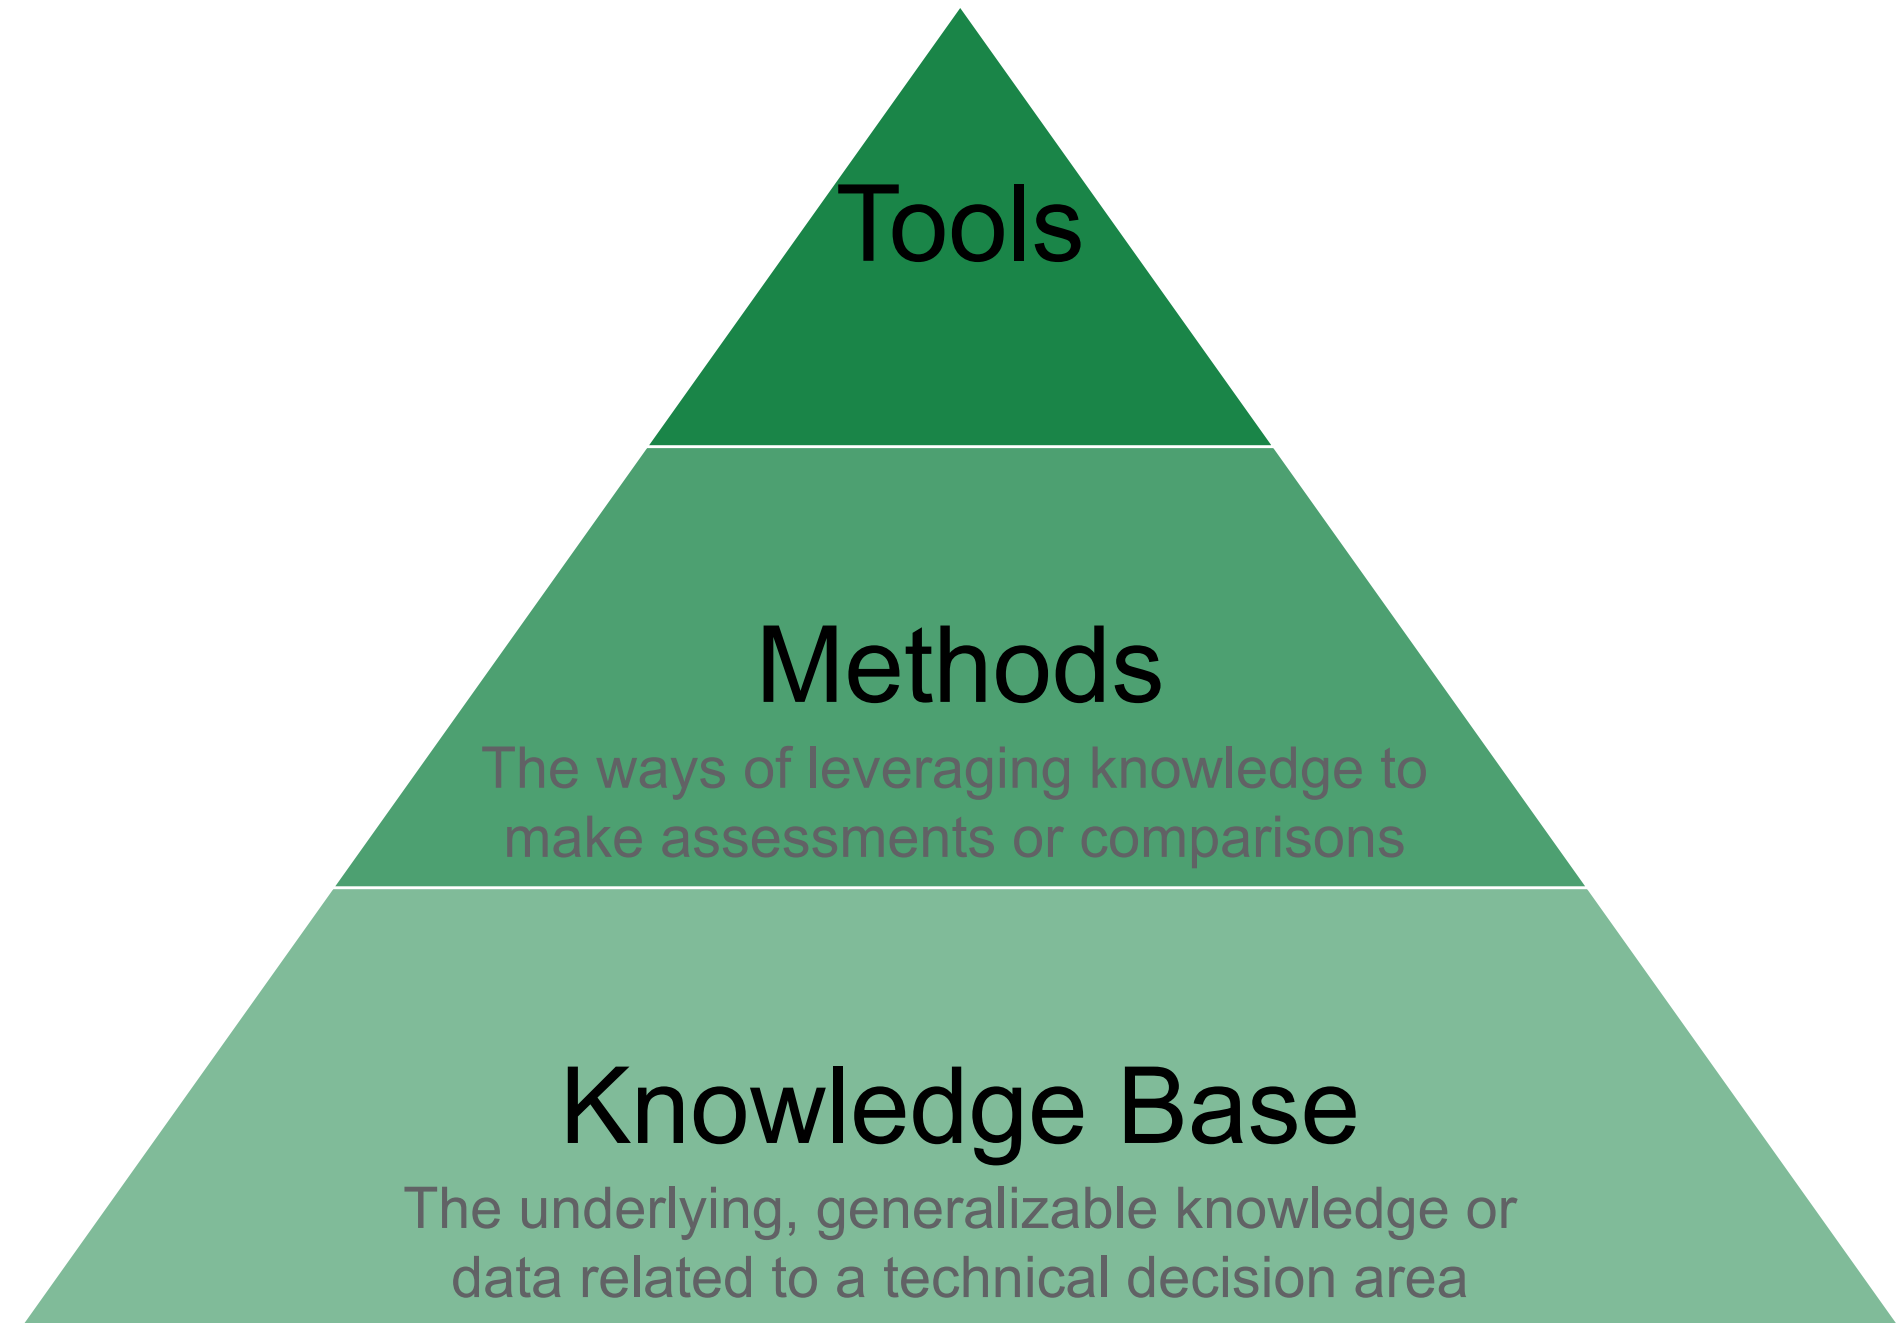 Tools
Methods
The ways of leveraging knowledge to
make assessments or comparisons
Knowledge Base
The underlying, generalizable knowledge or
data related to a technical decision area